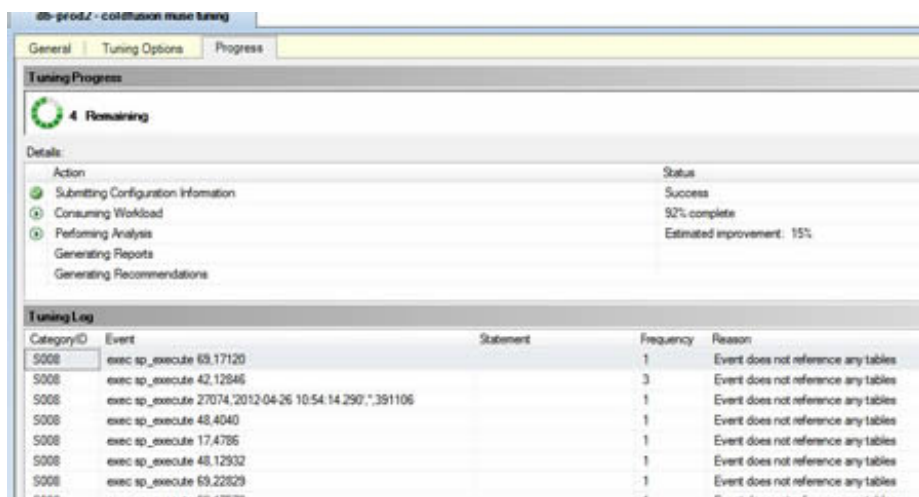 db-prod2 - coldfusion muse tuning
General Tuning Options Progress
Tuning Progress
4 Remaining
Details:
Action Status
Submitting Configuration Information Success
Consuming Workload 92% complete
Performing Analysis Estimated improvement: 15%
Generating Reports
Generating Recommendations
Tuning Log
CategoryID Event Statement Frequency Reason
S008 exec sp_execute 69,17120 1 Event does not reference any tables
S008 exec sp_execute 42,12846 3 Event does not reference any tables
S008 exec sp_execute 27074,'2012-04-26 10:54:14.290','',391106 1 Event does not reference any tables
S008 exec sp_execute 48,4040 1 Event does not reference any tables
S008 exec sp_execute 17,4786 1 Event does not reference any tables
S008 exec sp_execute 48,12932 1 Event does not reference any tables
S008 exec sp_execute 69,22829 1 Event does not reference any tables